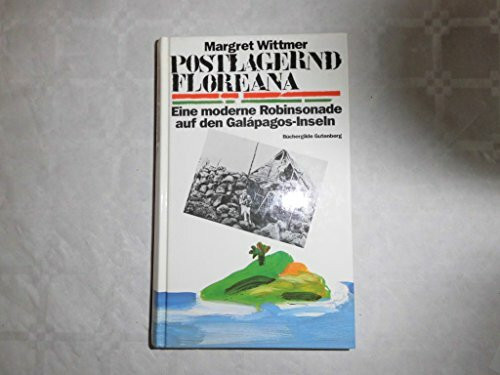 Margret Wittmer
POSTLAGERND
FLOREANA
Eine moderne Robinsonade
auf den Galápagos-Inseln
Büchergilde Gutenberg